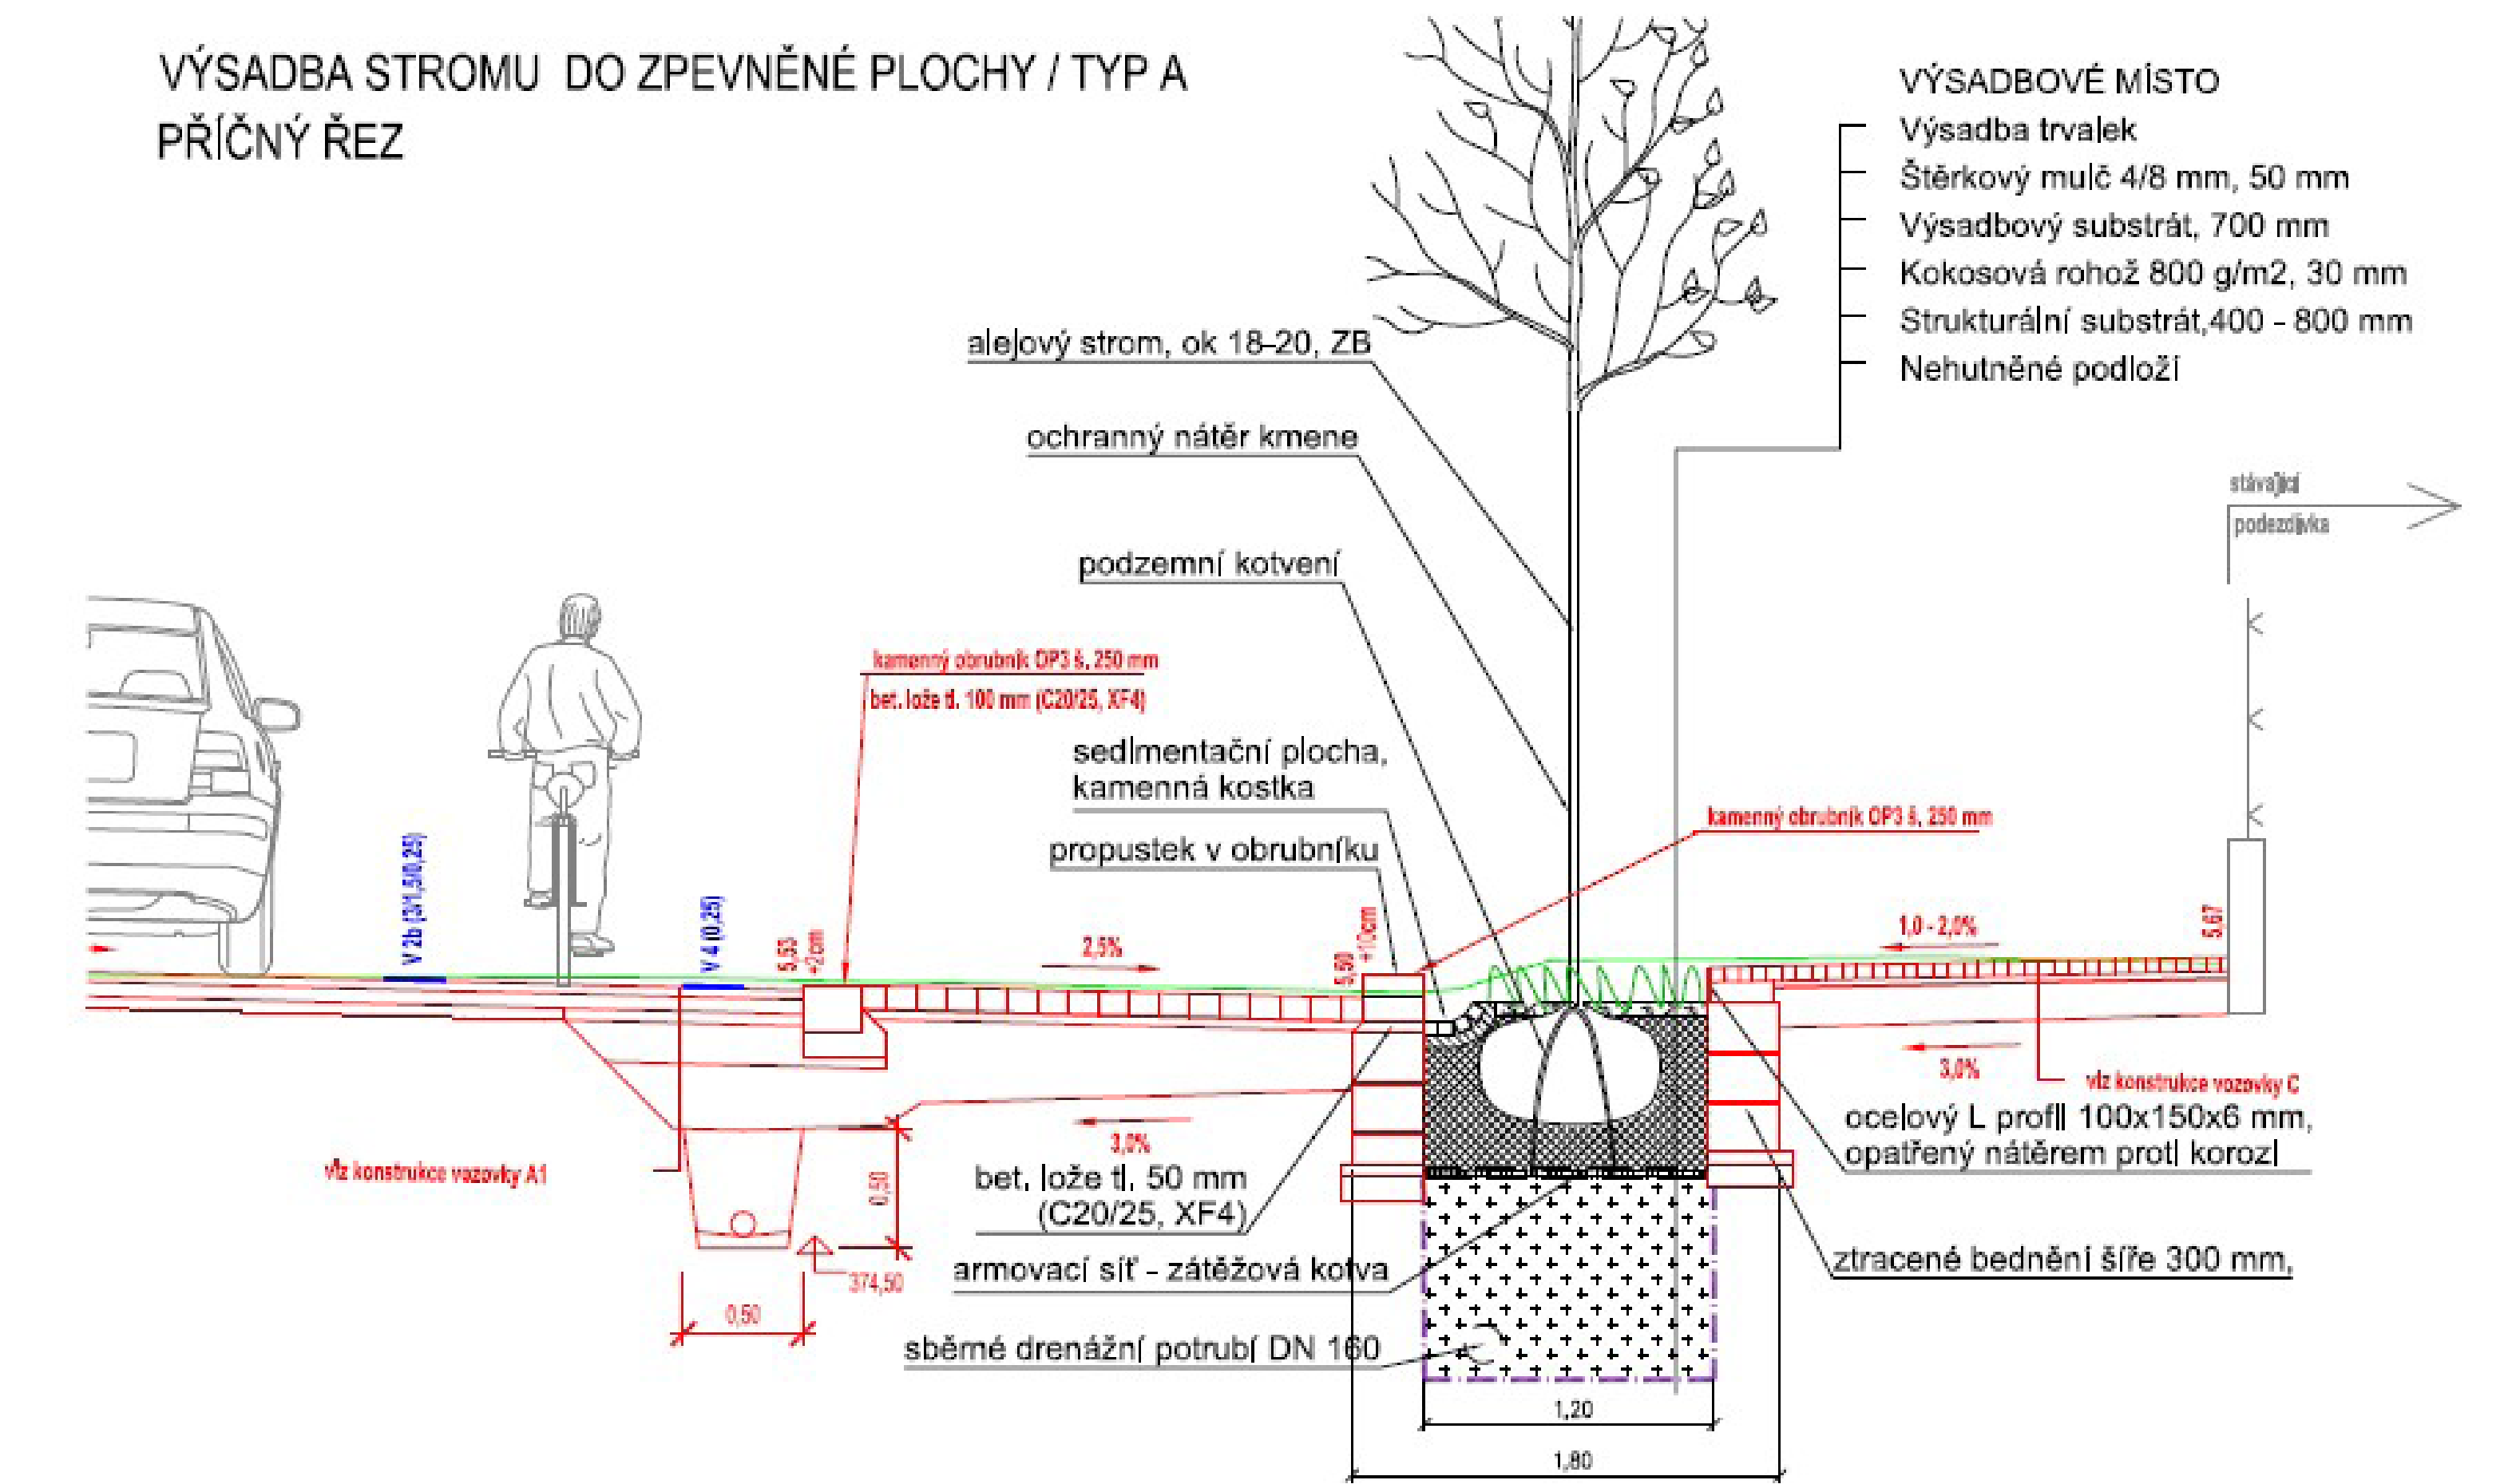 VÝSADBA STROMU DO ZPEVNĚNÉ PLOCHY / TYP A
PŘÍČNÝ ŘEZ
VÝSADBOVÉ MÍSTO
Výsadba trvalek
Štěrkový mulč 4/8 mm, 50 mm
Výsadbový substrát, 700 mm
Kokosová rohož 800 g/m2, 30 mm
Strukturální substrát,400 - 800 mm
Nehutněné podloží
alejový strom, ok 18-20, ZB
ochranný nátěr kmene
stávající
podezdívka
podzemní kotvení
kamenný obrubník OP3 š. 250 mm
bet. lože tl. 100 mm (C20/25, XF4)
sedimentační plocha,
kamenná kostka
propustek v obrubníku
kamenný obrubník OP3 š. 250 mm
V 2b (3/1,5/0,25)
V 4 (0,25)
5,53
+2cm
2,5%
5,50
+10cm
1,0 - 2,0%
5,67
3,0%
viz konstrukce vozovky C
ocelový L profil 100x150x6 mm,
opatřený nátěrem proti korozi
3,0%
viz konstrukce vozovky A1
bet. lože tl. 50 mm
(C20/25, XF4)
0,50
374,50
0,50
armovací síť - zátěžová kotva
ztracené bednění šíře 300 mm,
sběrné drenážní potrubí DN 160
1,20
1,80